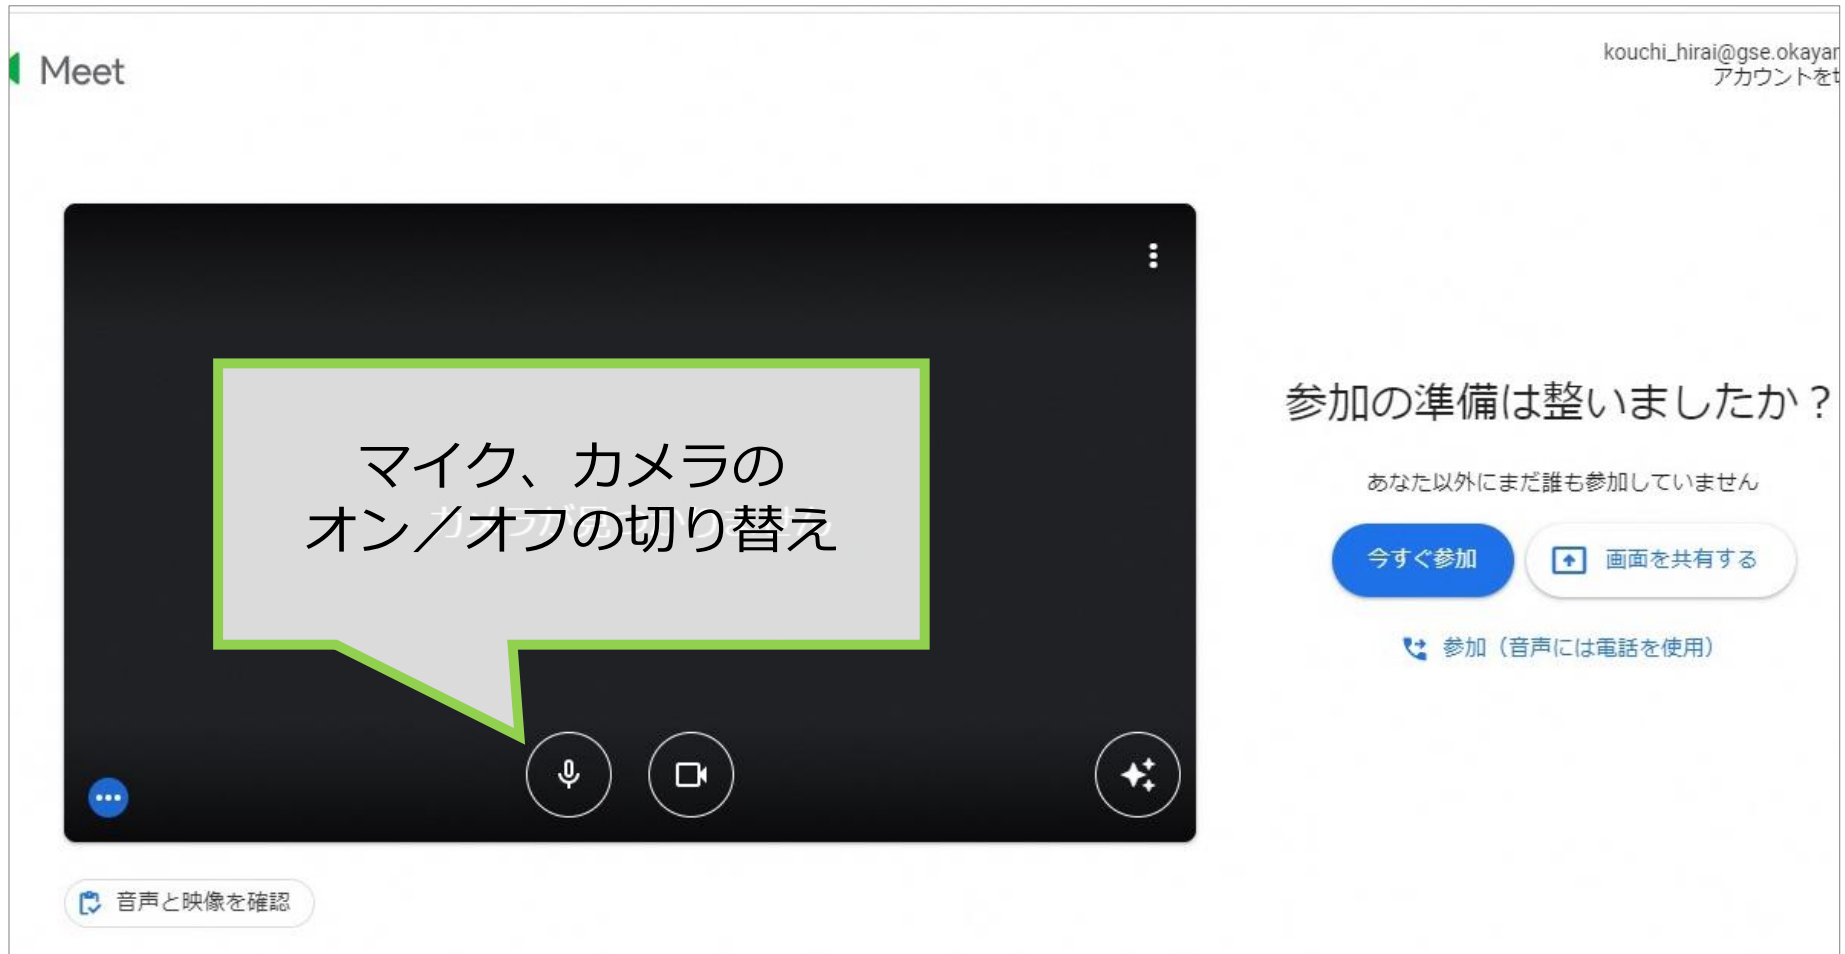 Meet
kouchi_hirai@gse.okayar
アカウントをt
マイク、カメラの
オン／オフの切り替え
参加の準備は整いましたか？
あなた以外にまだ誰も参加していません
今すぐ参加
画面を共有する
参加（音声には電話を使用）
音声と映像を確認